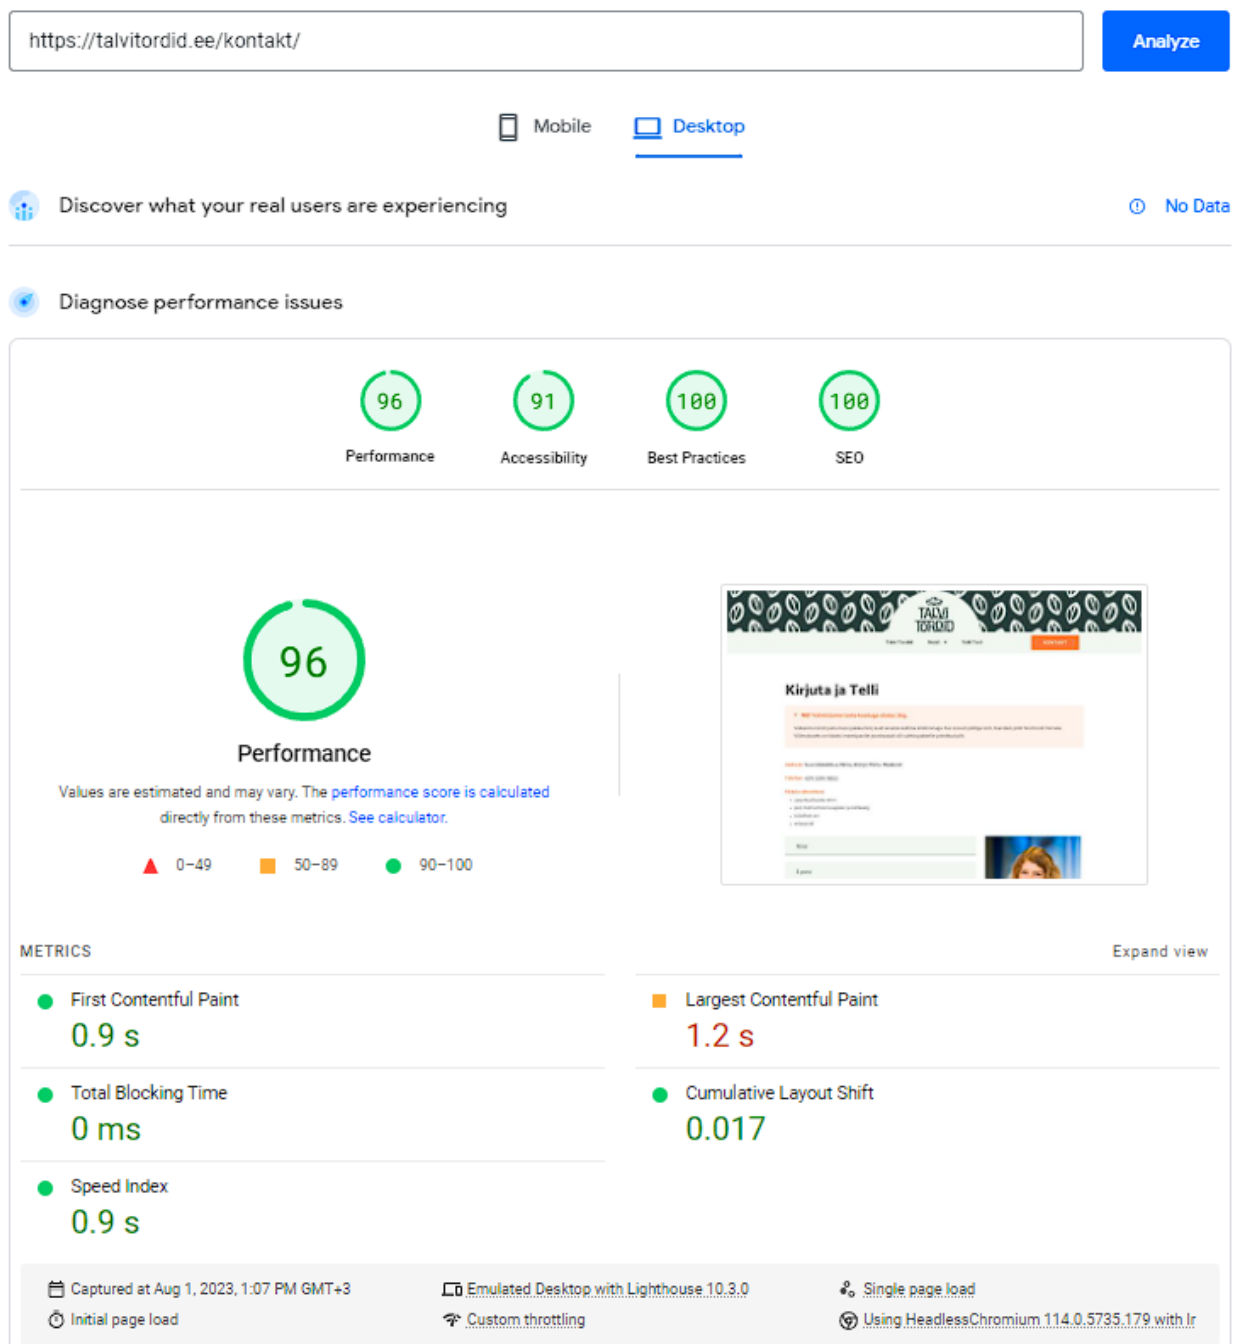 https://talvitordid.ee/kontakt/
Analyze
Mobile
Desktop
Discover what your real users are experiencing
No Data
Diagnose performance issues
96
91
100
100
Performance
Accessibility
Best Practices
SEO
TALVI
TORDID
KONTAKT
Kirjuta ja Telli
96
Performance
Values are estimated and may vary. The performance score is calculated
directly from these metrics. See calculator.
0–49
50–89
90–100
METRICS
Expand view
First Contentful Paint
0.9 s
Largest Contentful Paint
1.2 s
Total Blocking Time
0 ms
Cumulative Layout Shift
0.017
Speed Index
0.9 s
Captured at Aug 1, 2023, 1:07 PM GMT+3
Emulated Desktop with Lighthouse 10.3.0
Single page load
Initial page load
Custom throttling
Using HeadlessChromium 114.0.5735.179 with lr